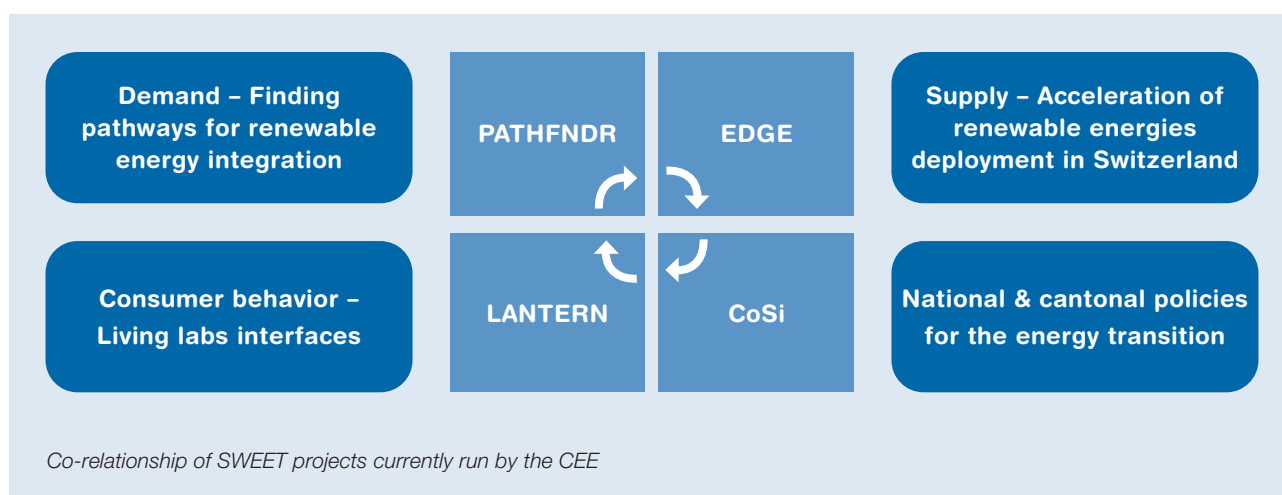 Demand – Finding
pathways for renewable
energy integration
PATHFNDR
EDGE
Supply – Acceleration of
renewable energies
deployment in Switzerland
Consumer behavior –
Living labs interfaces
LANTERN
CoSi
National & cantonal policies
for the energy transition
Co-relationship of SWEET projects currently run by the CEE